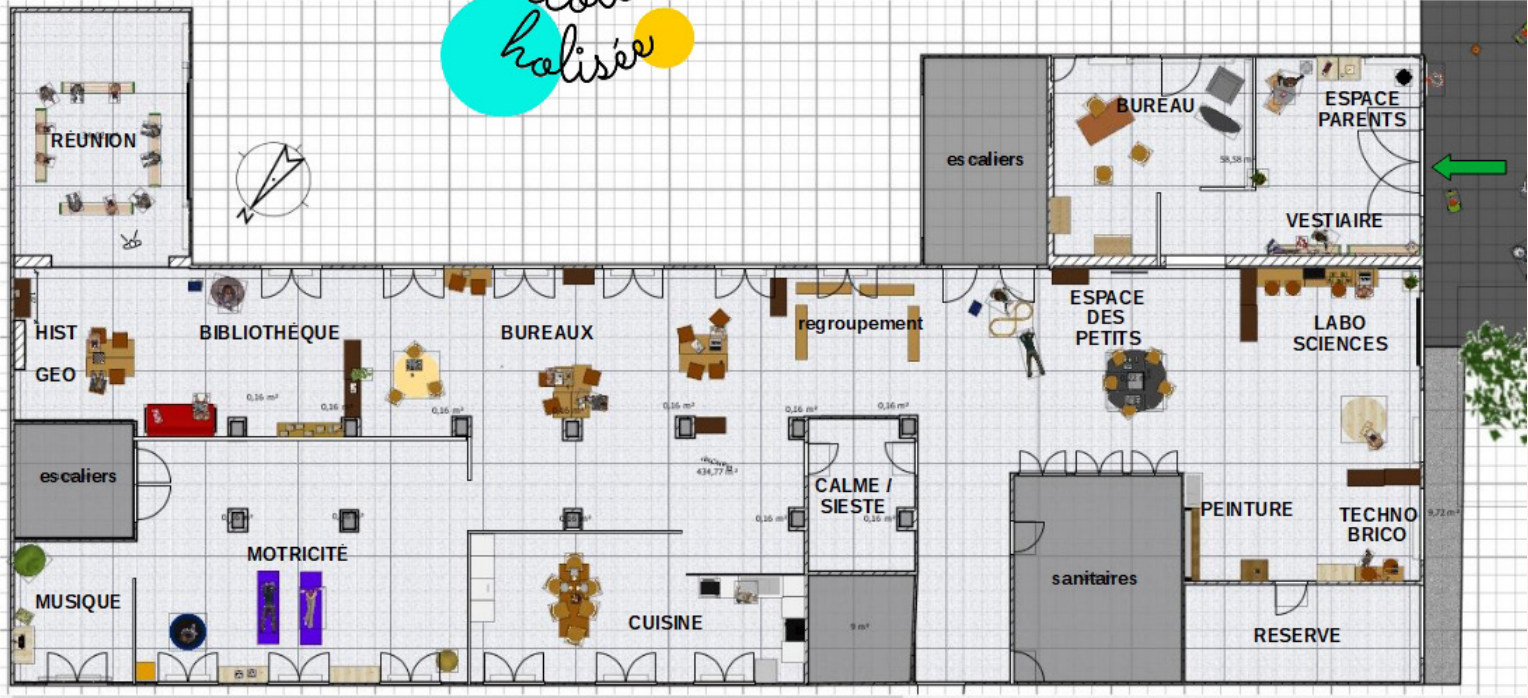 holisée
RÉUNION
N
escaliers
BUREAU
58,58 m²
ESPACE
PARENTS
VESTIAIRE
HIST
GEO
BIBLIOTHÈQUE
BUREAUX
regroupement
ESPACE
DES
PETITS
LABO
SCIENCES
0,16 m²
0,16 m²
0,16 m²
0,16 m²
0,16 m²
0,16 m²
0,16 m²
434,77 m²
escaliers
CALME /
SIESTE
0,16 m²
0,16 m²
PEINTURE
TECHNO
BRICO
9,72 m²
MOTRICITÉ
sanitaires
MUSIQUE
CUISINE
9 m²
RESERVE